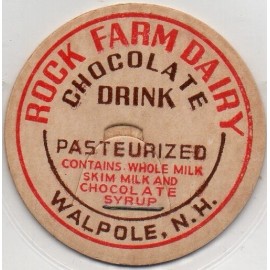 ROCK FARM DAIRY
CHOCOLATE
DRINK
PASTEURIZED
CONTAINS-WHOLE MILK
SKIM MILK AND
CHOCOLATE
SYRUP
WALPOLE, N.H.